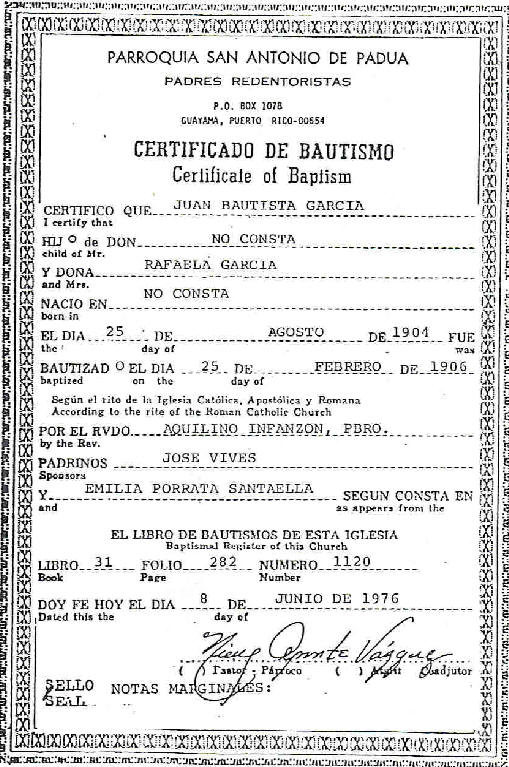 PARROQUIA SAN ANTONIO DE PADUA
PADRES REDENTORISTAS
P.O. BOX 1078
GUAYAMA, PUERTO RICO-00654
CERTIFICADO DE BAUTISMO
Certificate of Baptism
CERTIFICO QUE JUAN BAUTISTA GARCIA
I certify that
HIJ O de DON NO CONSTA
child of Mr.
Y DOÑA RAFAELA GARCIA
and Mrs.
NACIO EN NO CONSTA
born in
EL DIA 25 DE AGOSTO DE 1904 FUE
the day of was
BAUTIZAD O EL DIA 25 DE FEBRERO DE 1906
baptized on the day of
Según el rito de la Iglesia Católica, Apostólica y Romana
According to the rite of the Roman Catholic Church
POR EL RVDO. AQUILINO INFANZON, PBRO.
by the Rev.
PADRINOS JOSE VIVES
Sponsors
Y EMILIA PORRATA SANTAELLA SEGUN CONSTA EN
and as appears from the
EL LIBRO DE BAUTISMOS DE ESTA IGLESIA
Baptismal Register of this Church
LIBRO 31 FOLIO 282 NUMERO 1120
Book Page Number
DOY FE HOY EL DIA 8 DE JUNIO DE 1976
Dated this the day of
Vázquez
( ) Pastor - Párroco ( ) Coadjutor
SELLO NOTAS MARGINALES:
SEAL